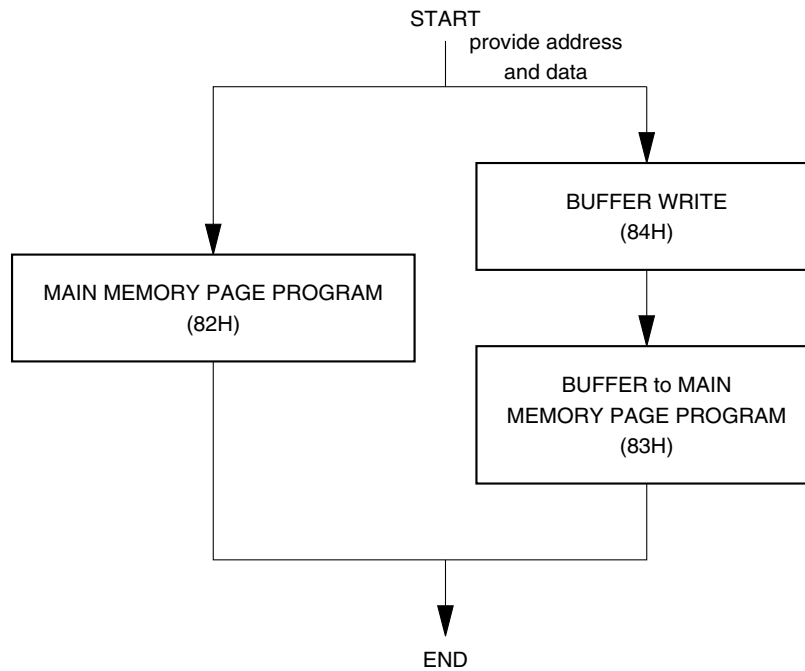 START
provide address
and data
BUFFER WRITE
(84H)
MAIN MEMORY PAGE PROGRAM
(82H)
BUFFER to MAIN
MEMORY PAGE PROGRAM
(83H)
END